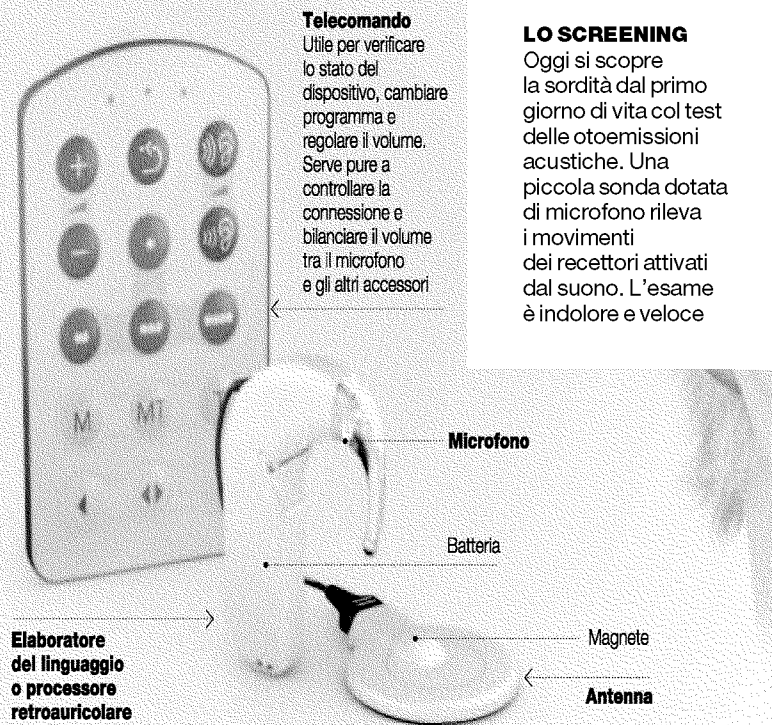 Telecomando
Utile per verificare
lo stato del
dispositivo, cambiare
programma e
regolare il volume.
Serve pure a
controllare la
connessione e
bilanciare il volume
tra il microfono
e gli altri accessori
LO SCREENING
Oggi si scopre
la sordità dal primo
giorno di vita col test
delle otoemissioni
acustiche. Una
piccola sonda dotata
di microfono rileva
i movimenti
dei recettori attivati
dal suono. L'esame
è indolore e veloce
M MT T
Microfono
Batteria
Elaboratore
del linguaggio
o processore
retroauricolare
Magnete
Antenna